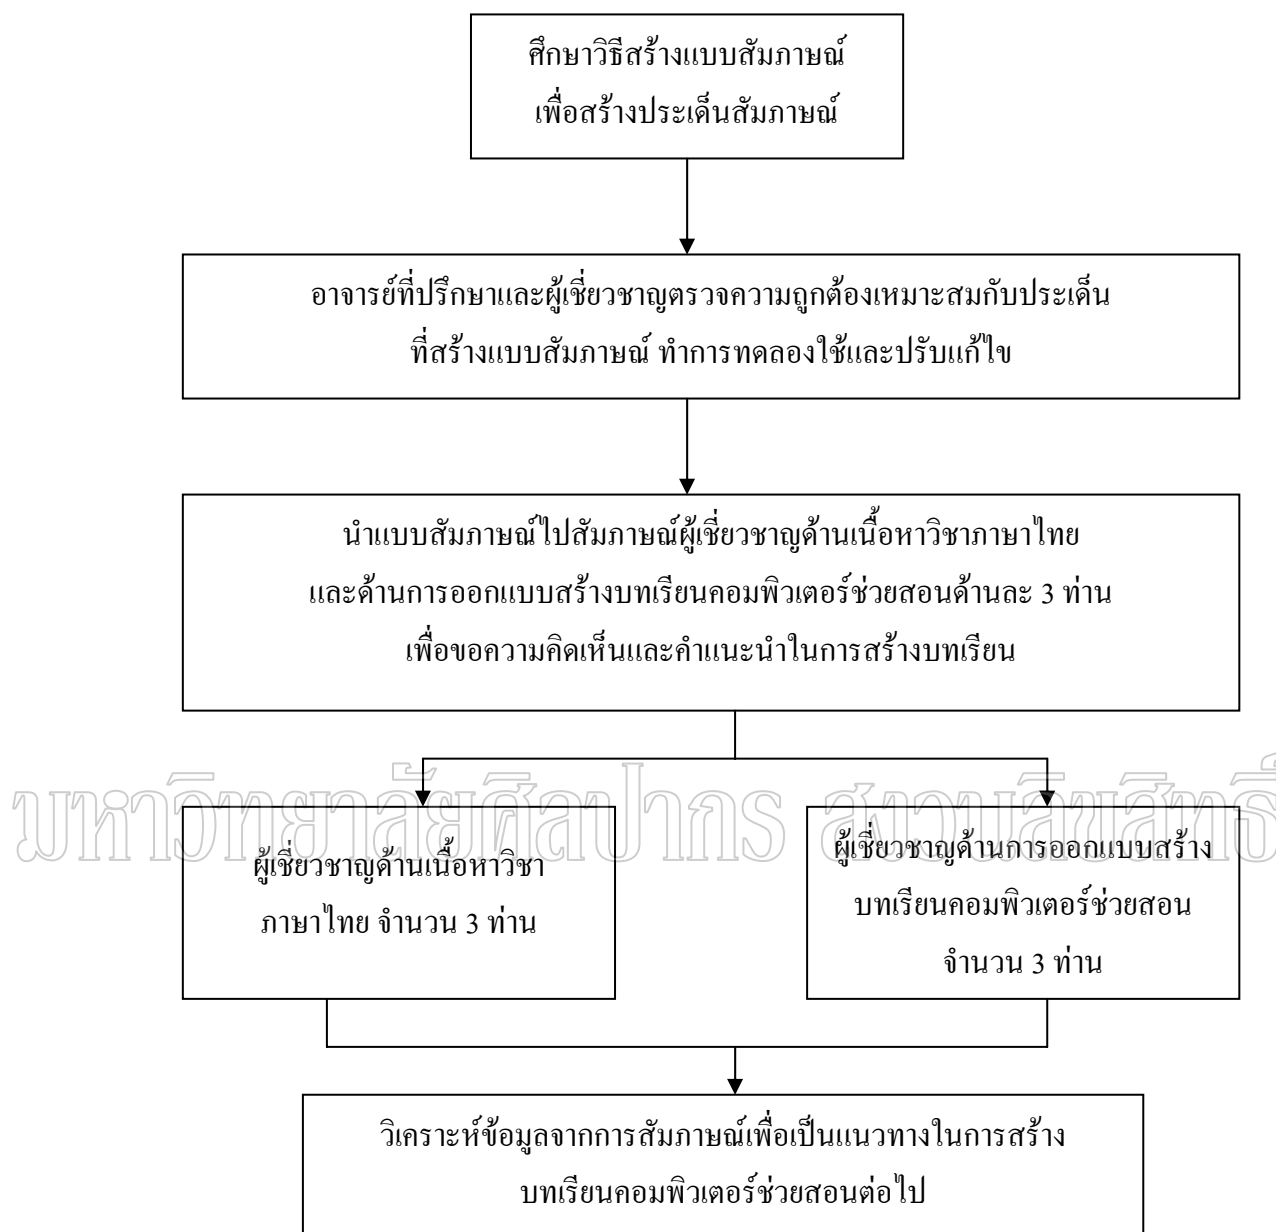 ศึกษาวิธีสร้างแบบสัมภาษณ์
เพื่อสร้างประเด็นสัมภาษณ์
อาจารย์ที่ปรึกษาและผู้เชี่ยวชาญตรวจความถูกต้องเหมาะสมกับประเด็น
ที่สร้างแบบสัมภาษณ์ ทำการทดลองใช้และปรับแก้ไข
นำแบบสัมภาษณ์ไปสัมภาษณ์ผู้เชี่ยวชาญด้านเนื้อหาวิชาภาษาไทย
และด้านการออกแบบสร้างบทเรียนคอมพิวเตอร์ช่วยสอนด้านละ 3 ท่าน
เพื่อขอความคิดเห็นและคำแนะนำในการสร้างบทเรียน
มหาวิทยาลัยศิลปากร สงวนลิขสิทธิ์
ผู้เชี่ยวชาญด้านเนื้อหาวิชา
ภาษาไทย จำนวน 3 ท่าน
ผู้เชี่ยวชาญด้านการออกแบบสร้าง
บทเรียนคอมพิวเตอร์ช่วยสอน
จำนวน 3 ท่าน
วิเคราะห์ข้อมูลจากการสัมภาษณ์เพื่อเป็นแนวทางในการสร้าง
บทเรียนคอมพิวเตอร์ช่วยสอนต่อไป